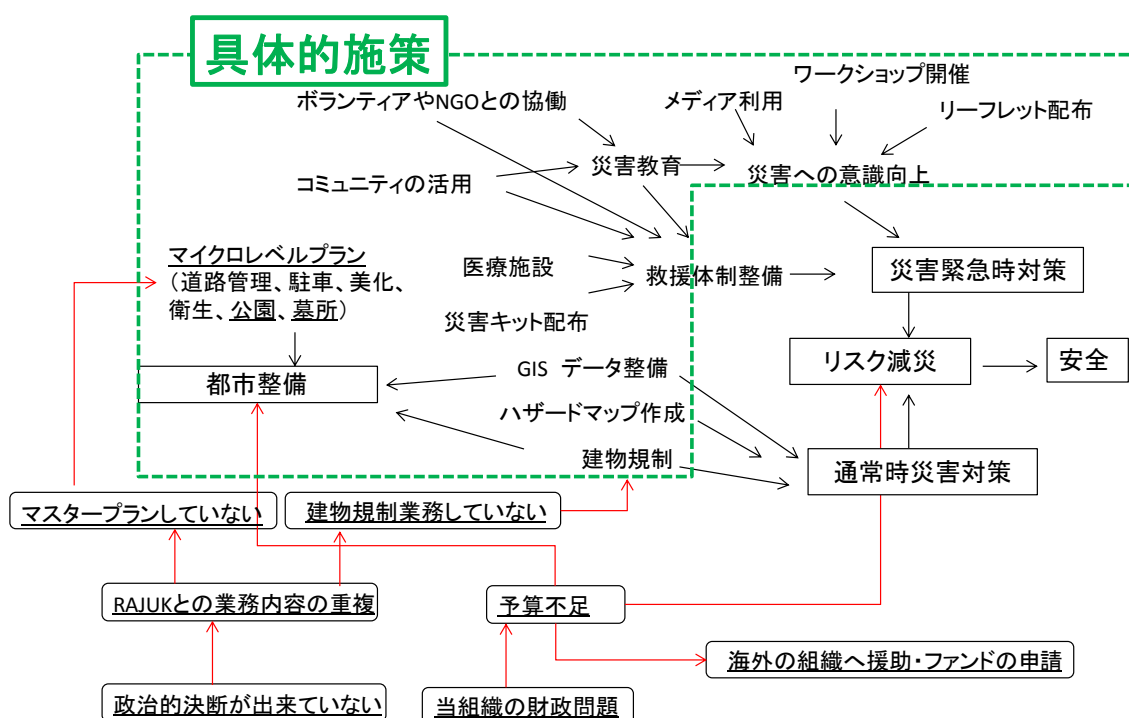 具体的施策
ワークショップ開催
ボランティアやNGOとの協働
メディア利用
リーフレット配布
災害教育
災害への意識向上
コミュニティの活用
マイクロレベルプラン
（道路管理、駐車、美化、
衛生、公園、墓所）
医療施設
救援体制整備
災害緊急時対策
災害キット配布
GIS データ整備
リスク減災
安全
都市整備
ハザードマップ作成
建物規制
通常時災害対策
マスタープランしていない
建物規制業務していない
RAJUKとの業務内容の重複
予算不足
海外の組織へ援助・ファンドの申請
政治的決断が出来ていない
当組織の財政問題